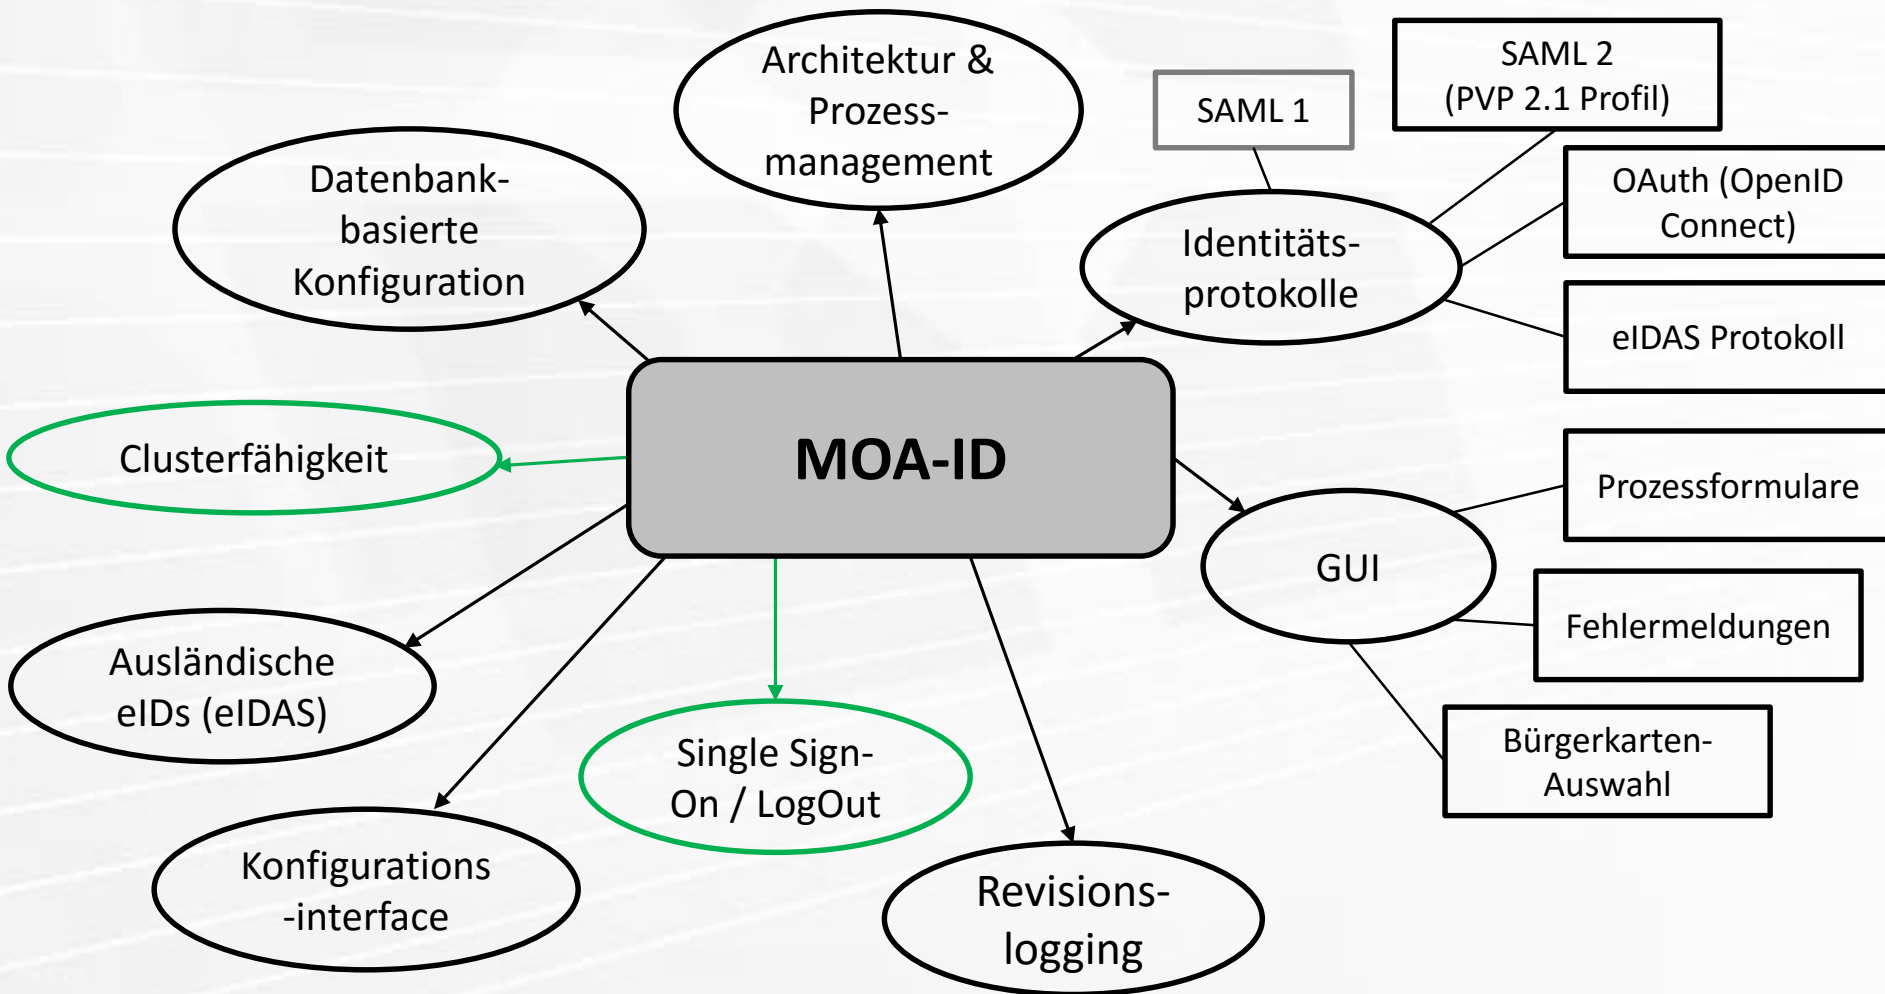 Architektur &
Prozess-
management
SAML 1
SAML 2
(PVP 2.1 Profil)
Datenbank-
basierte
Konfiguration
Identitäts-
protokolle
OAuth (OpenID
Connect)
eIDAS Protokoll
Clusterfähigkeit
MOA-ID
Prozessformulare
GUI
Fehlermeldungen
Ausländische
eIDs (eIDAS)
Single Sign-
On / LogOut
Bürgerkarten-
Auswahl
Konfigurations
-interface
Revisions-
logging